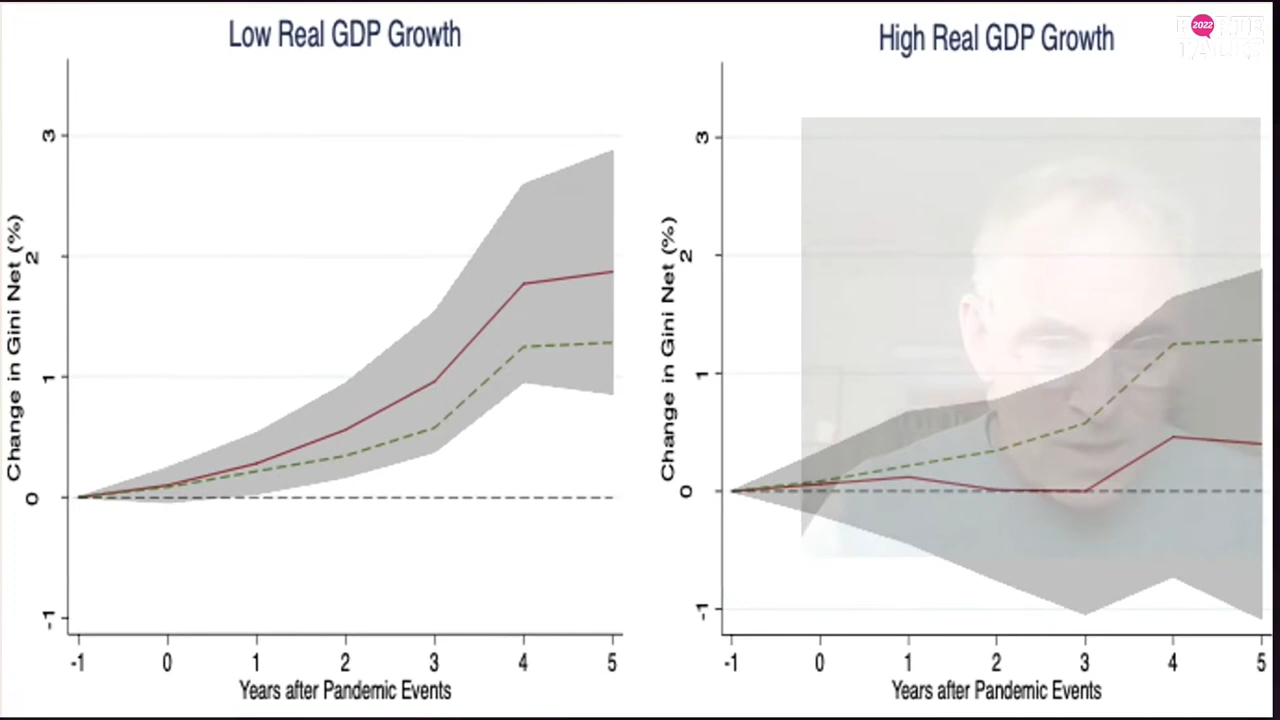 Low Real GDP Growth
High Real GDP Growth
2022
Change in Gini Net (%)
3
2
1
0
-1
-1 0 1 2 3 4 5
Years after Pandemic Events
Change in Gini Net (%)
3
2
1
0
-1
-1 0 1 2 3 4 5
Years after Pandemic Events